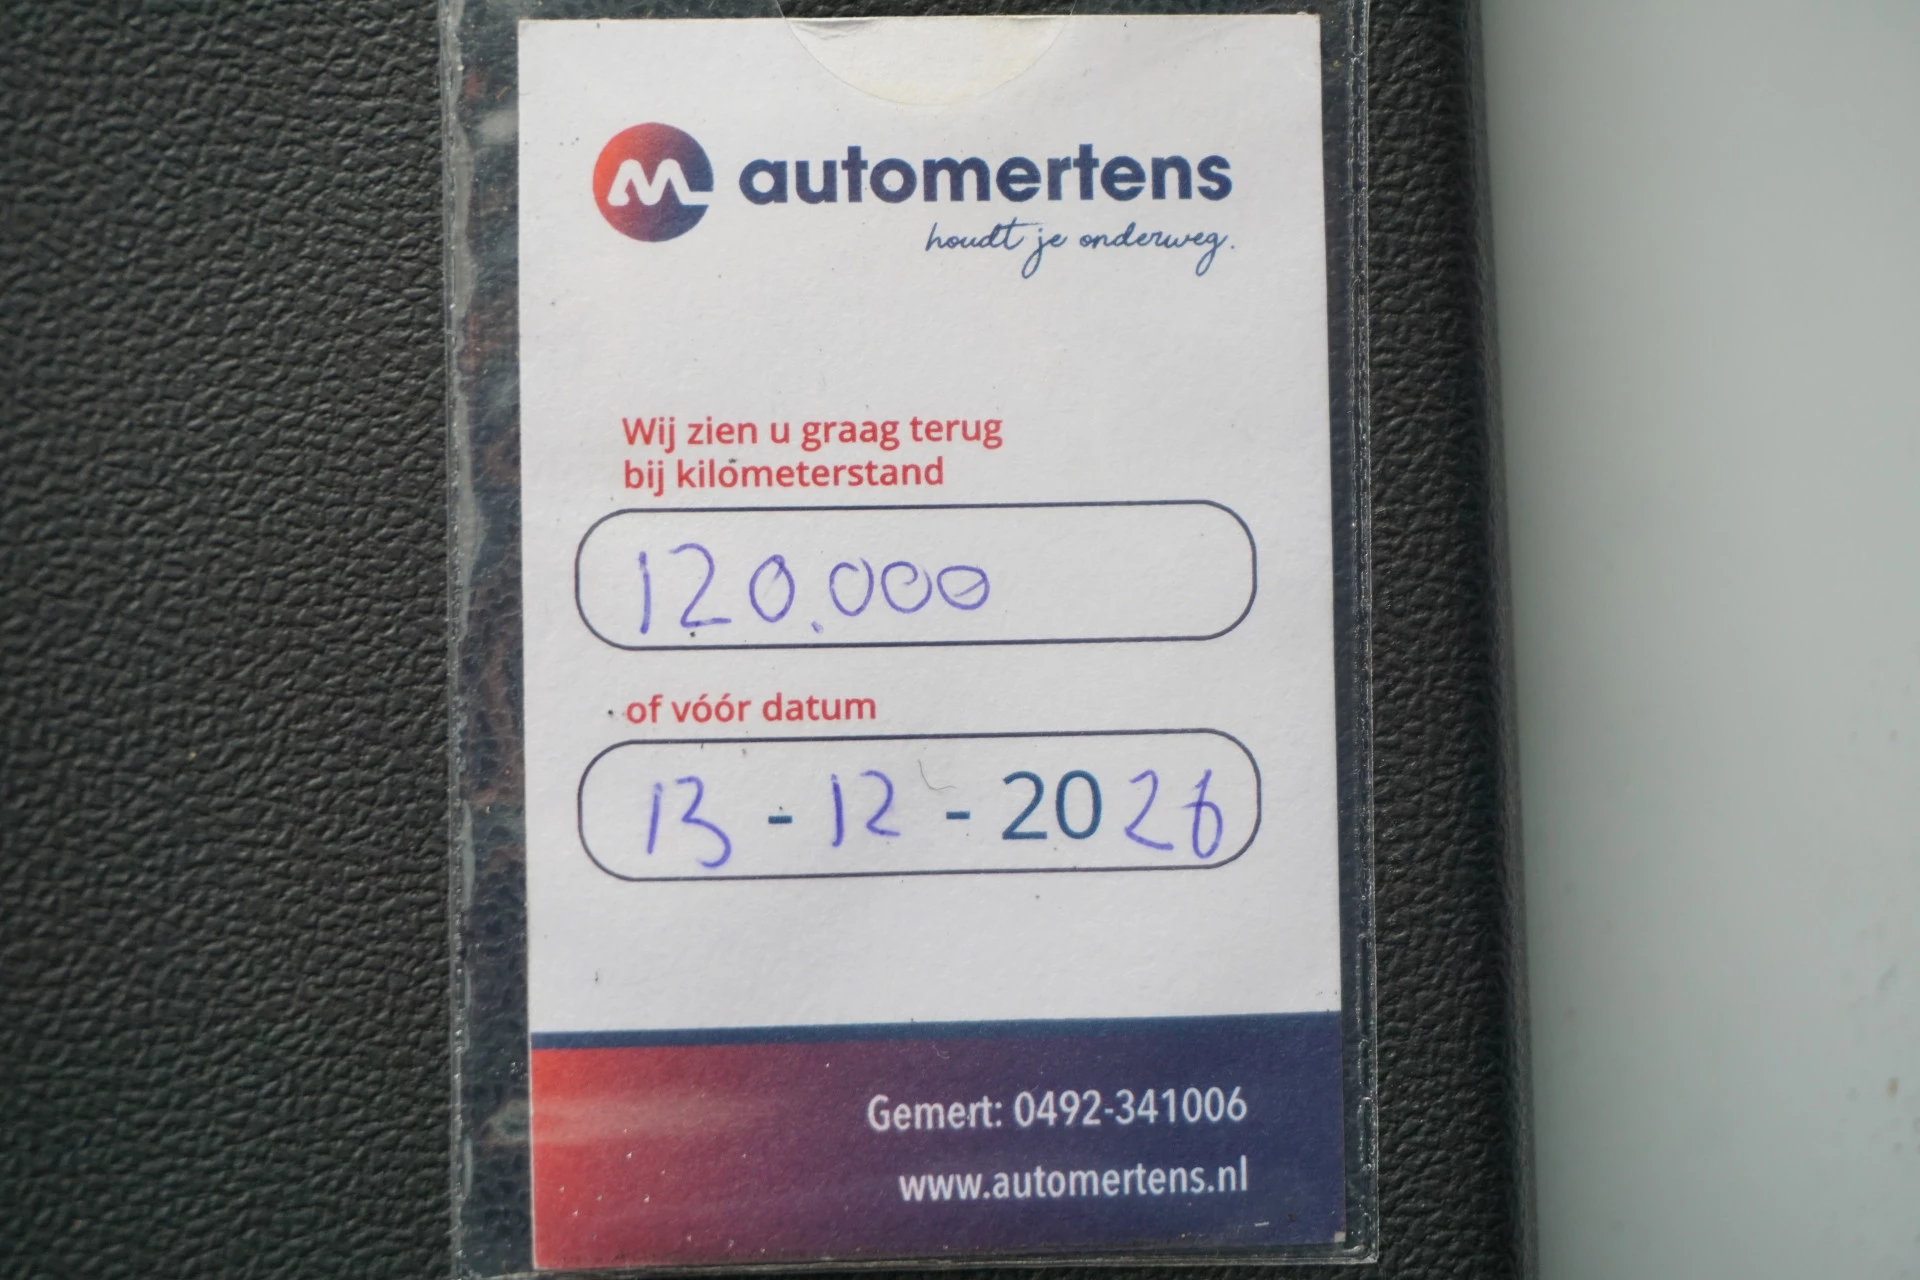 automertens
houdt je onderweg.
Wij zien u graag terug
bij kilometerstand
120.000
of vóór datum
13 - 12 - 2026
Gemert: 0492-341006
www.automertens.nl